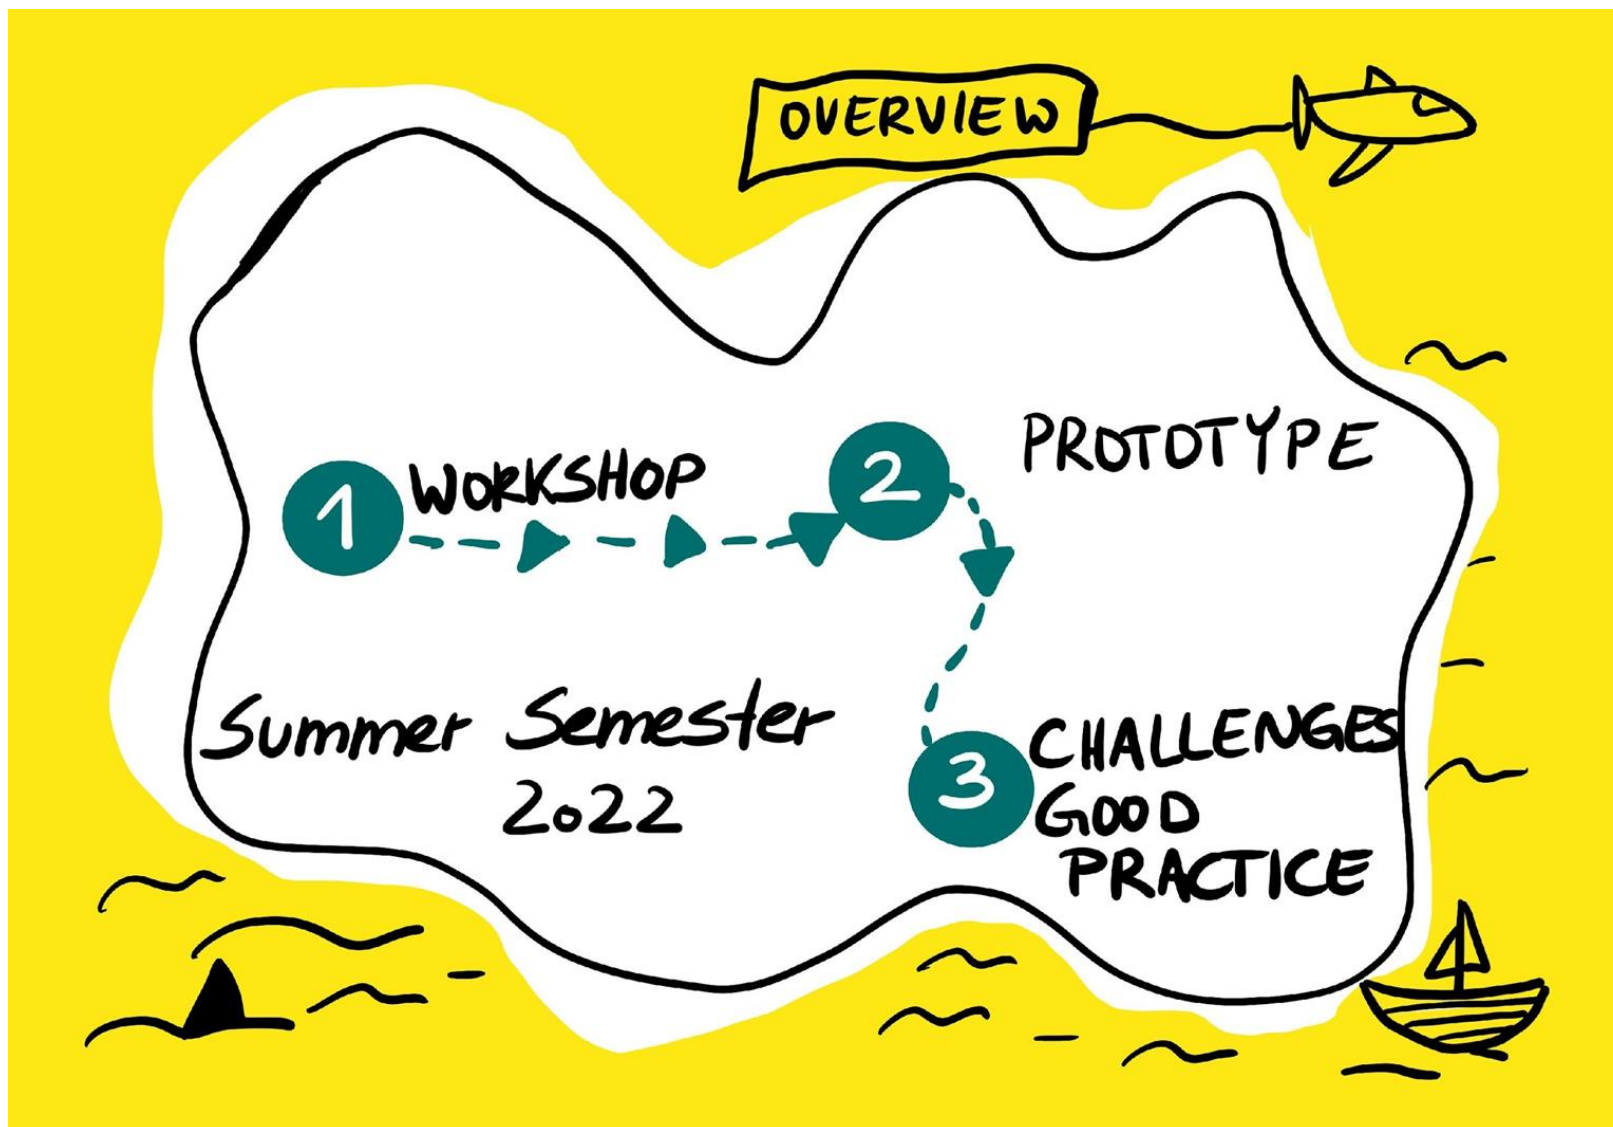 OVERVIEW
1 WORKSHOP
2 PROTOTYPE
Summer Semester
2022
3 CHALLENGES
GOOD
PRACTICE